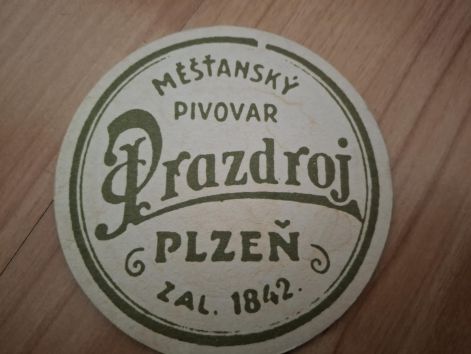 MĚŠŤANSKÝ
PIVOVAR
Prazdroj
PLZEŇ
ZAL. 1842.